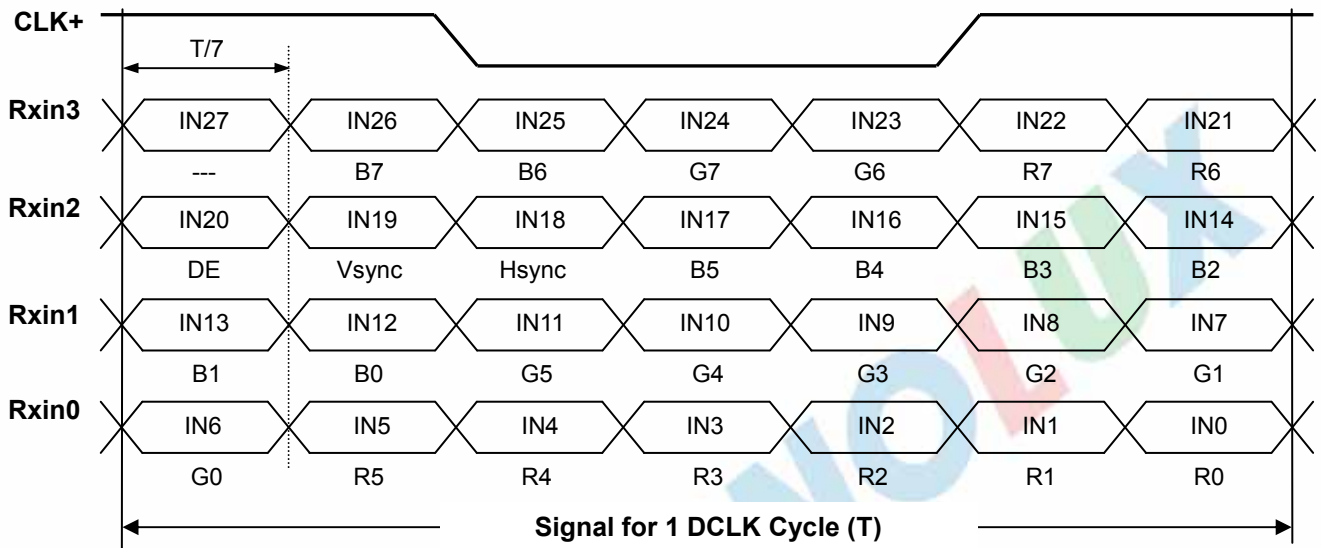 CLK+
T/7
Rxin3 IN27 IN26 IN25 IN24 IN23 IN22 IN21
--- B7 B6 G7 G6 R7 R6
Rxin2 IN20 IN19 IN18 IN17 IN16 IN15 IN14
DE Vsync Hsync B5 B4 B3 B2
Rxin1 IN13 IN12 IN11 IN10 IN9 IN8 IN7
B1 B0 G5 G4 G3 G2 G1
Rxin0 IN6 IN5 IN4 IN3 IN2 IN1 IN0
G0 R5 R4 R3 R2 R1 R0
Signal for 1 DCLK Cycle (T)
NOLUX